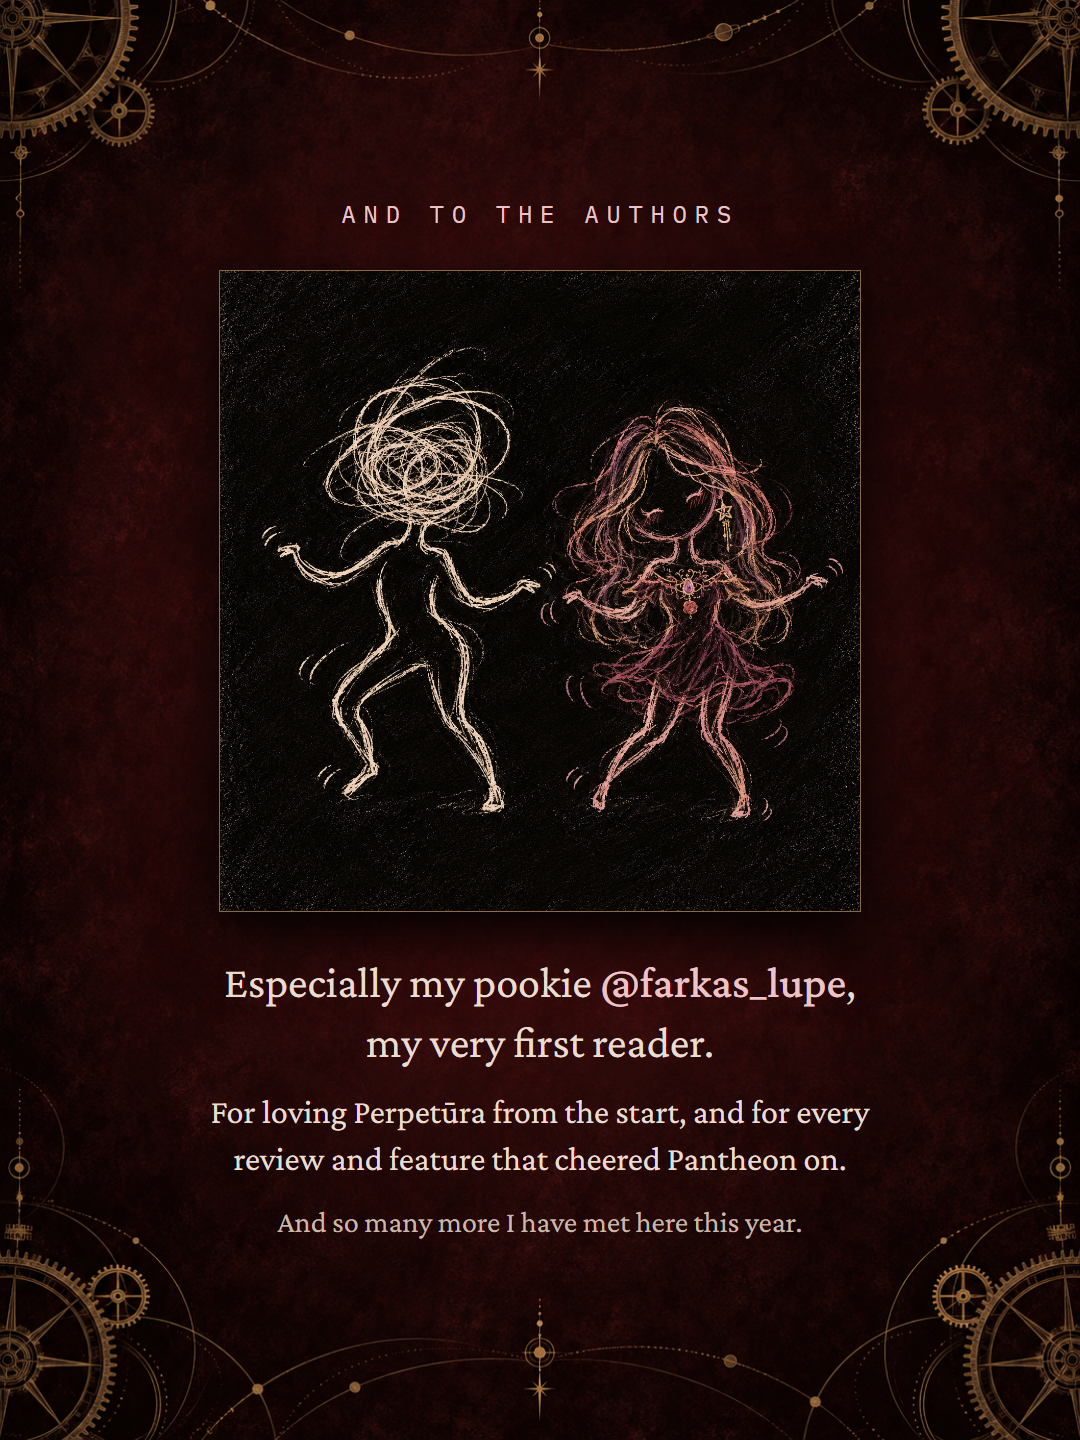 AND TO THE AUTHORS
Especially my pookie @farkas_lupe,
my very first reader.
For loving Perpetūra from the start, and for every
review and feature that cheered Pantheon on.
And so many more I have met here this year.